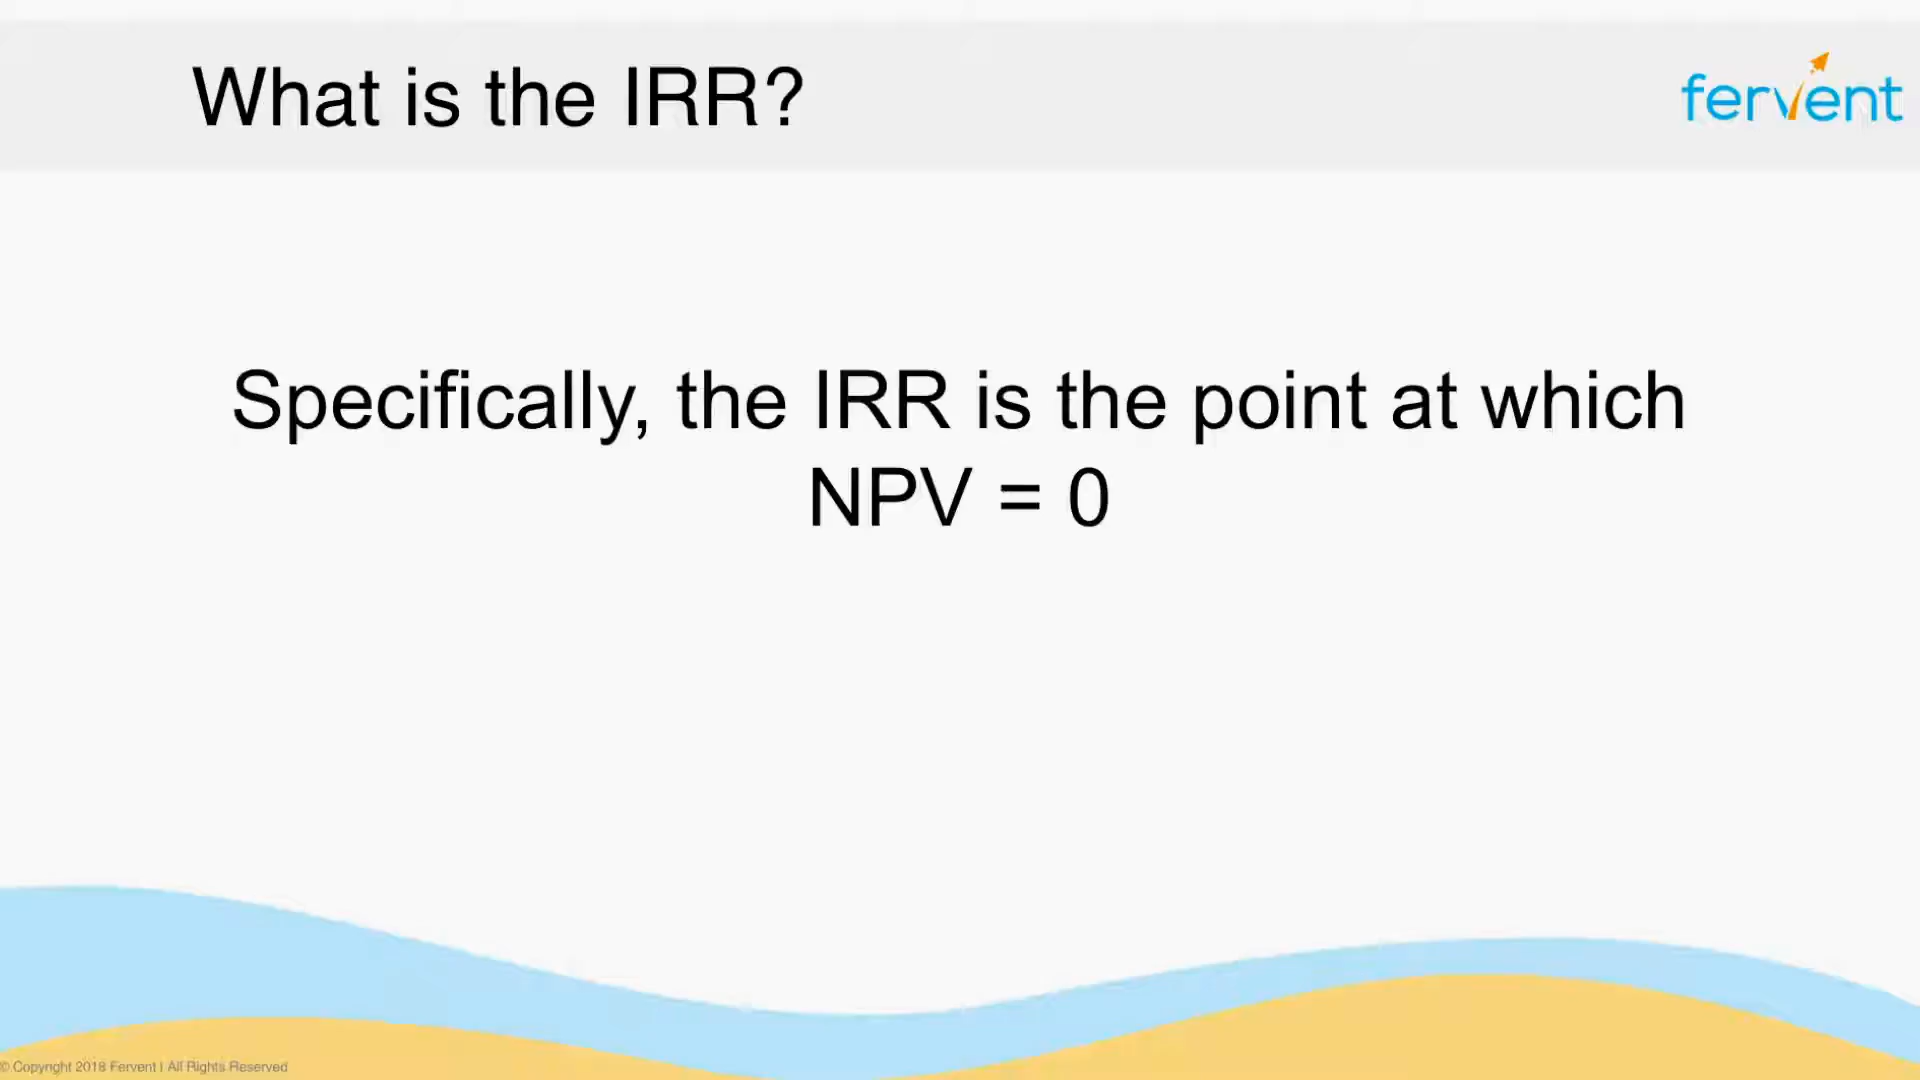 What is the IRR?
fervent
Specifically, the IRR is the point at which
NPV = 0
© Copyright 2018 Fervent | All Rights Reserved